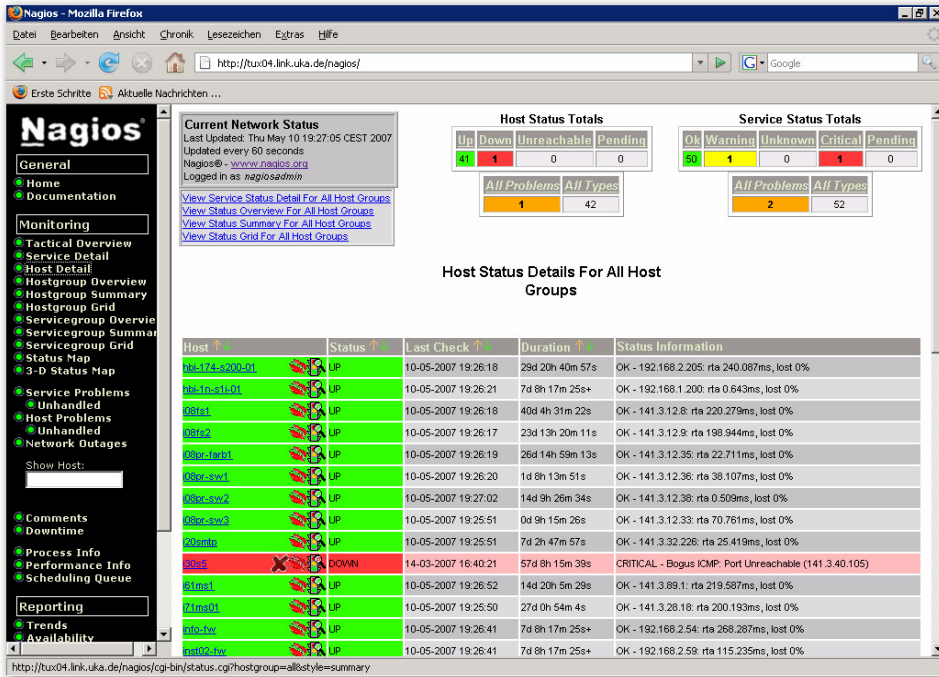 Nagios - Mozilla Firefox
Datei Bearbeiten Ansicht Chronik Lesezeichen Extras Hilfe
http://tux04.link.uka.de/nagios/
Google
Erste Schritte Aktuelle Nachrichten ...
Nagios®
General
Home
Documentation
Monitoring
Tactical Overview
Service Detail
Host Detail
Hostgroup Overview
Hostgroup Summary
Hostgroup Grid
Servicegroup Overvie
Servicegroup Summar
Servicegroup Grid
Status Map
3-D Status Map
Service Problems
Unhandled
Host Problems
Unhandled
Network Outages
Show Host:
Comments
Downtime
Process Info
Performance Info
Scheduling Queue
Reporting
Trends
Availability
Current Network Status
Last Updated: Thu May 10 19:27:05 CEST 2007
Updated every 60 seconds
Nagios® - www.nagios.org
Logged in as nagiosadmin
View Service Status Detail For All Host Groups
View Status Overview For All Host Groups
View Status Summary For All Host Groups
View Status Grid For All Host Groups
Host Status Totals
Up Down Unreachable Pending
41 1 0 0
All Problems All Types
1 42
Service Status Totals
Ok Warning Unknown Critical Pending
50 1 0 1 0
All Problems All Types
2 52
Host Status Details For All Host
Groups
Host Status Last Check Duration Status Information
hbi-174-s200-01 UP 10-05-2007 19:26:18 29d 20h 40m 57s OK - 192.168.2.205: rta 240.087ms, lost 0%
hbi-1n-s1i-01 UP 10-05-2007 19:26:21 7d 8h 17m 25s+ OK - 192.168.1.200: rta 0.643ms, lost 0%
i08fs1 UP 10-05-2007 19:26:18 40d 4h 31m 22s OK - 141.3.12.8: rta 220.279ms, lost 0%
i08fs2 UP 10-05-2007 19:26:17 23d 13h 20m 11s OK - 141.3.12.9: rta 198.944ms, lost 0%
i08pr-farb1 UP 10-05-2007 19:26:19 26d 14h 59m 13s OK - 141.3.12.35: rta 22.711ms, lost 0%
i08pr-sw1 UP 10-05-2007 19:26:20 1d 8h 13m 51s OK - 141.3.12.36: rta 38.107ms, lost 0%
i08pr-sw2 UP 10-05-2007 19:27:02 14d 9h 26m 34s OK - 141.3.12.38: rta 0.509ms, lost 0%
i08pr-sw3 UP 10-05-2007 19:25:51 0d 9h 15m 26s OK - 141.3.12.33: rta 70.761ms, lost 0%
i20smtp UP 10-05-2007 19:25:51 7d 2h 47m 57s OK - 141.3.32.226: rta 25.419ms, lost 0%
i30s5 DOWN 14-03-2007 16:40:21 57d 8h 15m 39s CRITICAL - Bogus ICMP: Port Unreachable (141.3.40.105)
i61ms1 UP 10-05-2007 19:26:52 14d 20h 5m 29s OK - 141.3.89.1: rta 219.587ms, lost 0%
i71ms01 UP 10-05-2007 19:25:50 27d 0h 54m 4s OK - 141.3.28.18: rta 200.193ms, lost 0%
info-fw UP 10-05-2007 19:26:41 7d 8h 17m 25s+ OK - 192.168.2.54: rta 268.287ms, lost 0%
inst02-fw UP 10-05-2007 19:26:41 7d 8h 17m 25s+ OK - 192.168.2.59: rta 115.235ms, lost 0%
http://tux04.link.uka.de/nagios/cgi-bin/status.cgi?hostgroup=all&style=summary